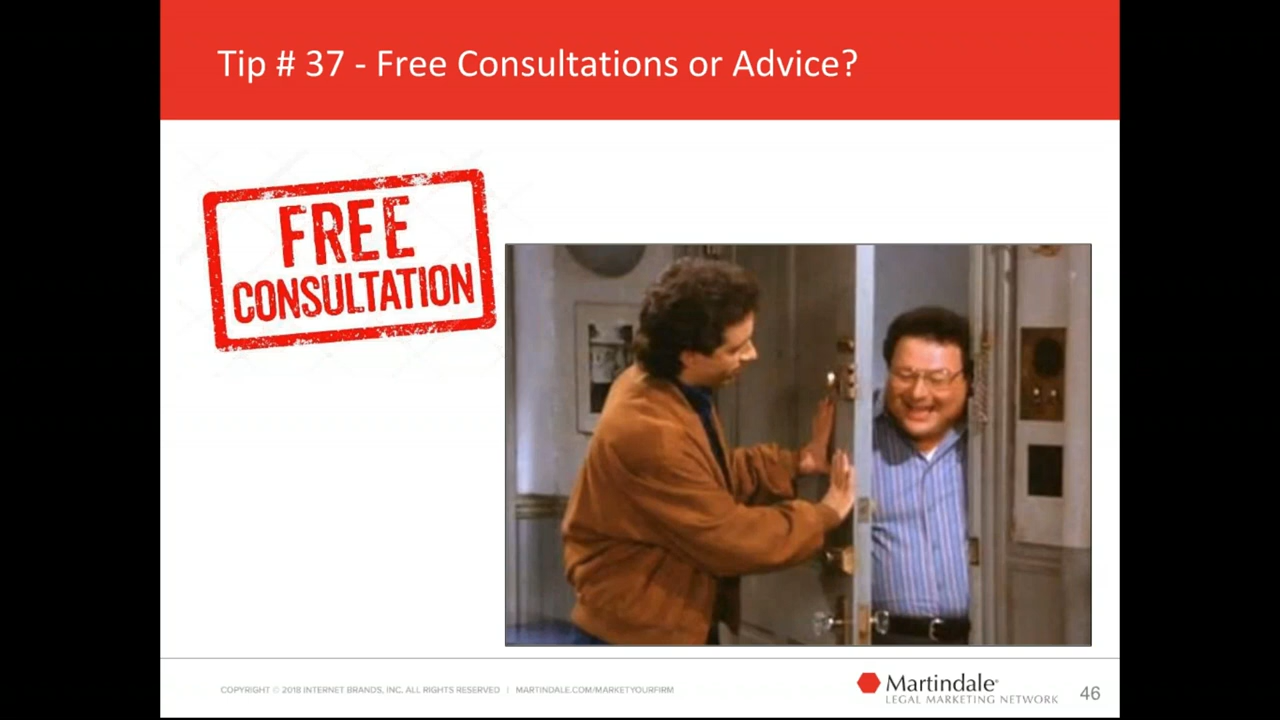 Tip # 37 - Free Consultations or Advice?
FREE
CONSULTATION
COPYRIGHT © 2018 INTERNET BRANDS, INC. ALL RIGHTS RESERVED | MARTINDALE.COM/MARKETYOURFIRM
Martindale®
LEGAL MARKETING NETWORK
46